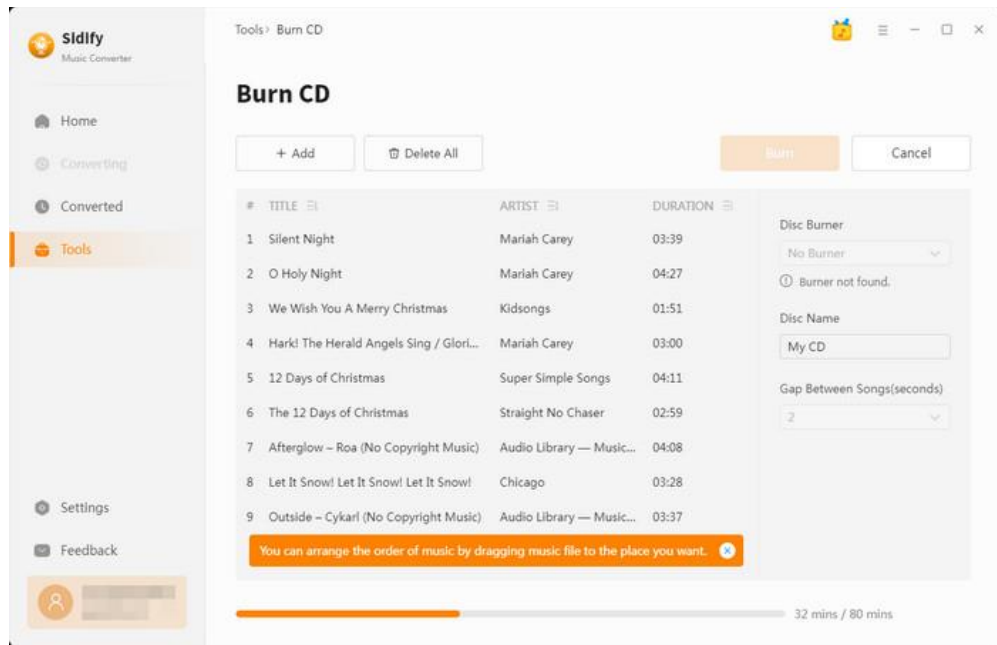 Sidify
Music Converter
Home
Converting
Converted
Tools
Settings
Feedback
Tools› Burn CD
Burn CD
+ Add
Delete All
Burn
Cancel
# TITLE ARTIST DURATION
1 Silent Night Mariah Carey 03:39
2 O Holy Night Mariah Carey 04:27
3 We Wish You A Merry Christmas Kidsongs 01:51
4 Hark! The Herald Angels Sing / Glori... Mariah Carey 03:00
5 12 Days of Christmas Super Simple Songs 04:11
6 The 12 Days of Christmas Straight No Chaser 02:59
7 Afterglow – Roa (No Copyright Music) Audio Library — Music... 04:08
8 Let It Snow! Let It Snow! Let It Snow! Chicago 03:28
9 Outside – Cykarl (No Copyright Music) Audio Library — Music... 03:37
You can arrange the order of music by dragging music file to the place you want.
Disc Burner
No Burner
Burner not found.
Disc Name
My CD
Gap Between Songs(seconds)
2
32 mins / 80 mins